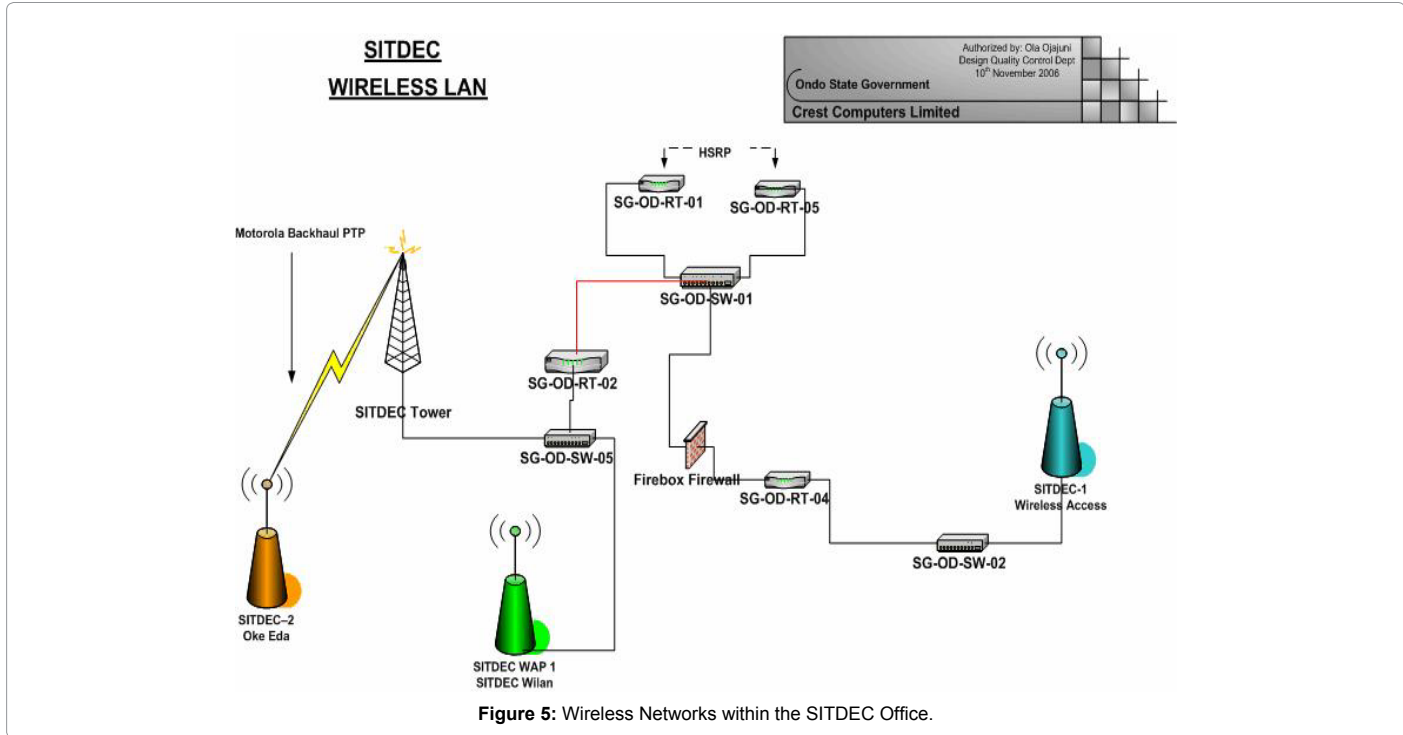 SITDEC
WIRELESS LAN
Authorized by: Ola Ojajuni
Design Quality Control Dept
10th November 2006
Ondo State Government
Crest Computers Limited
HSRP
SG-OD-RT-01
SG-OD-RT-05
Motorola Backhaul PTP
SG-OD-SW-01
SG-OD-RT-02
SITDEC Tower
SG-OD-SW-05
Firebox Firewall
SG-OD-RT-04
SITDEC-1
Wireless Access
SG-OD-SW-02
SITDEC–2
Oke Eda
SITDEC WAP 1
SITDEC Wilan
Figure 5: Wireless Networks within the SITDEC Office.